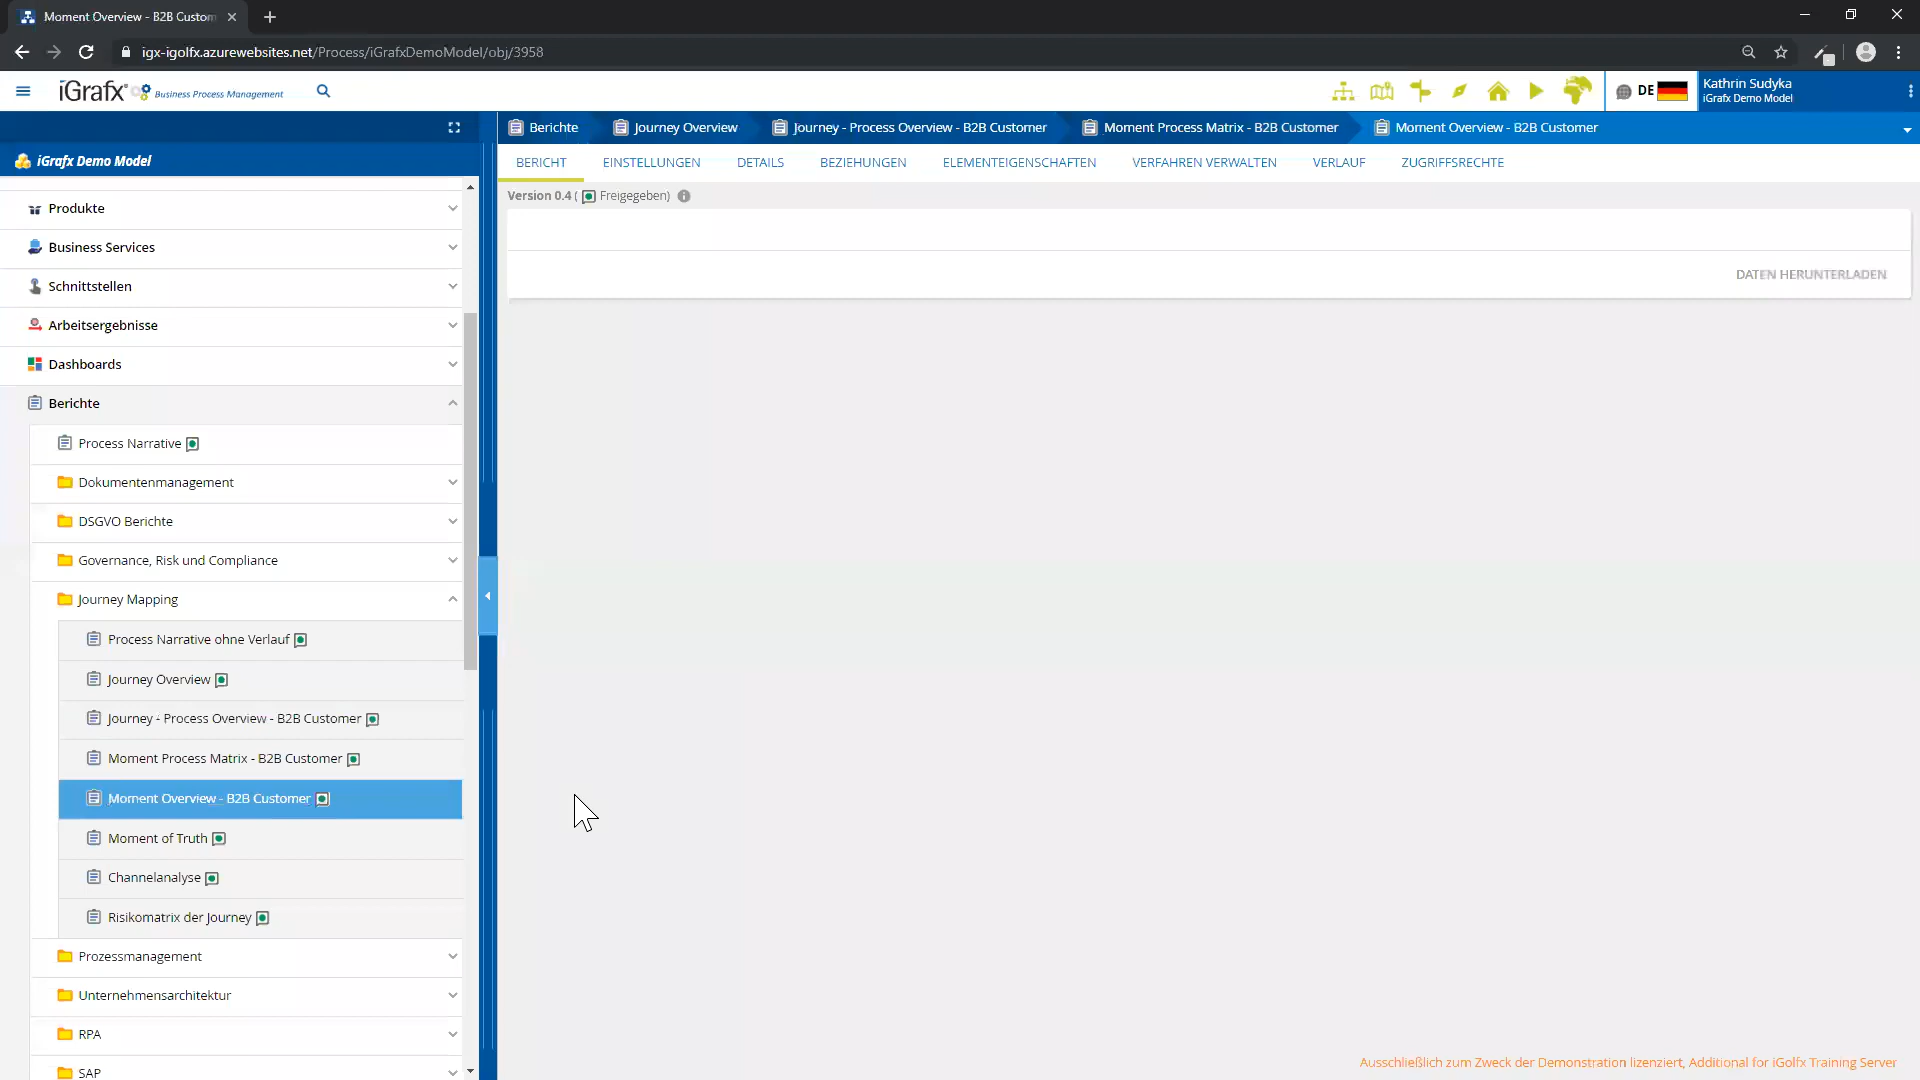 Moment Overview - B2B Custom
igx-igolfx.azurewebsites.net/Process/iGrafxDemoModel/obj/3958
iGrafx Business Process Management
DE
Kathrin Sudyka
iGrafx Demo Model
Berichte
Journey Overview
Journey - Process Overview - B2B Customer
Moment Process Matrix - B2B Customer
Moment Overview - B2B Customer
iGrafx Demo Model
BERICHT
EINSTELLUNGEN
DETAILS
BEZIEHUNGEN
ELEMENTEIGENSCHAFTEN
VERFAHREN VERWALTEN
VERLAUF
ZUGRIFFSRECHTE
Version 0.4 ( Freigegeben)
DATEN HERUNTERLADEN
Produkte
Business Services
Schnittstellen
Arbeitsergebnisse
Dashboards
Berichte
Process Narrative
Dokumentenmanagement
DSGVO Berichte
Governance, Risk und Compliance
Journey Mapping
Process Narrative ohne Verlauf
Journey Overview
Journey - Process Overview - B2B Customer
Moment Process Matrix - B2B Customer
Moment Overview - B2B Customer
Moment of Truth
Channelanalyse
Risikomatrix der Journey
Prozessmanagement
Unternehmensarchitektur
RPA
SAP
Ausschließlich zum Zweck der Demonstration lizenziert, Additional for iGolfx Training Server